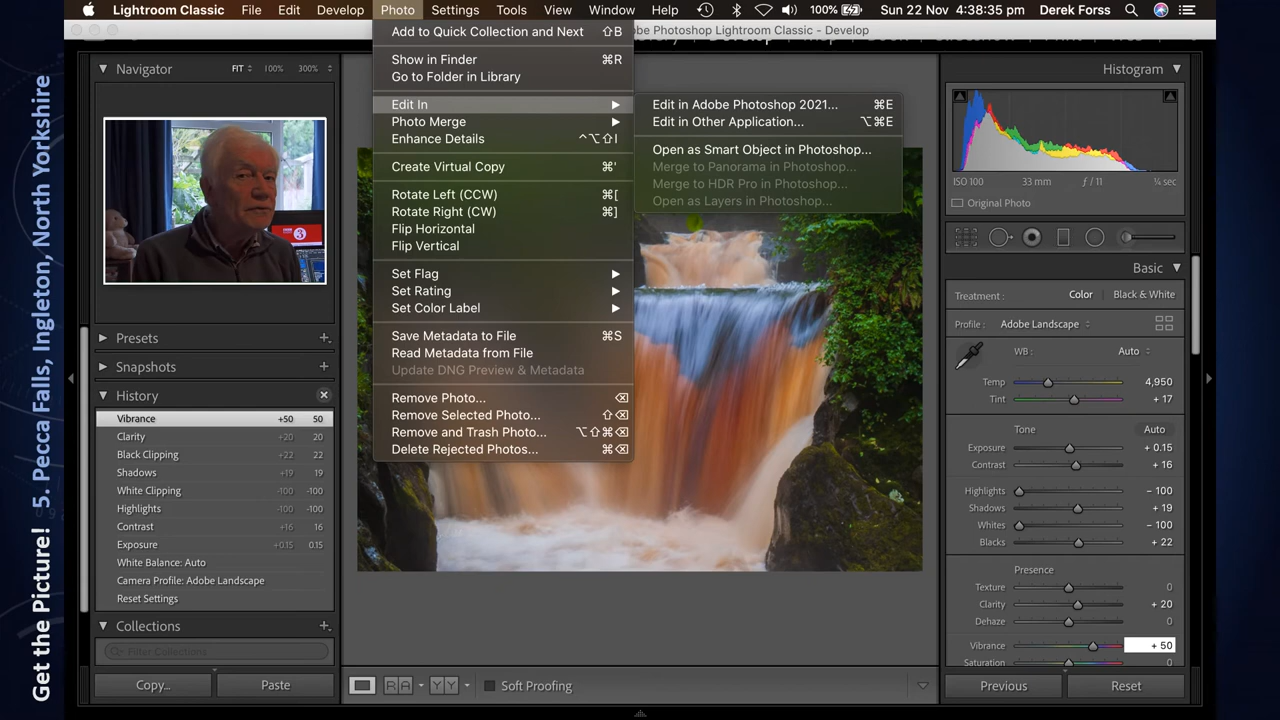 Get the Picture! 5. Pecca Falls, Ingleton, North Yorkshire
Lightroom Classic File Edit Develop Photo Settings Tools View Window Help 100% Sun 22 Nov 4:38:35 pm Derek Forss
Adobe Photoshop Lightroom Classic - Develop
Navigator FIT 100% 300%
Presets
Snapshots
History
Vibrance +50 50
Clarity +20 20
Black Clipping +22 22
Shadows +19 19
White Clipping -100 -100
Highlights -100 -100
Contrast +16 16
Exposure +0.15 0.15
White Balance: Auto
Camera Profile: Adobe Landscape
Reset Settings
Collections
Filter Collections
Copy... Paste
Add to Quick Collection and Next ⇧B
Show in Finder ⌘R
Go to Folder in Library
Edit In
Photo Merge
Enhance Details ^⌥⇧I
Create Virtual Copy ⌘'
Rotate Left (CCW) ⌘[
Rotate Right (CW) ⌘]
Flip Horizontal
Flip Vertical
Set Flag
Set Rating
Set Color Label
Save Metadata to File ⌘S
Read Metadata from File
Update DNG Preview & Metadata
Remove Photo... ⌫
Remove Selected Photo... ⇧⌫
Remove and Trash Photo... ⌥⇧⌘⌫
Delete Rejected Photos... ⌘⌫
Edit in Adobe Photoshop 2021... ⌘E
Edit in Other Application... ⌥⌘E
Open as Smart Object in Photoshop...
Merge to Panorama in Photoshop...
Merge to HDR Pro in Photoshop...
Open as Layers in Photoshop...
RA YY Soft Proofing
Histogram
ISO 100 33 mm ƒ / 11 ¼ sec
Original Photo
Basic
Treatment: Color Black & White
Profile: Adobe Landscape
WB: Auto
Temp 4,950
Tint + 17
Tone Auto
Exposure + 0.15
Contrast + 16
Highlights – 100
Shadows + 19
Whites – 100
Blacks + 22
Presence
Texture 0
Clarity + 20
Dehaze 0
Vibrance + 50
Saturation 0
Previous Reset